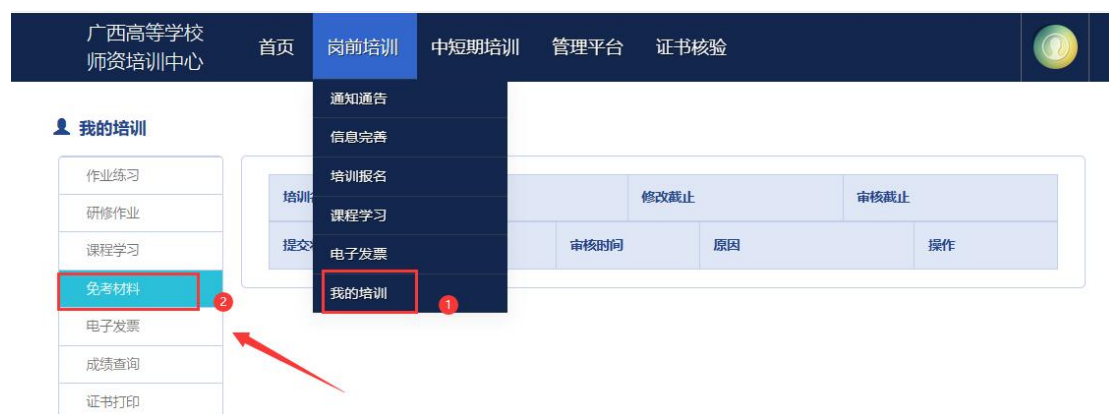 广西高等学校
师资培训中心
首页 岗前培训 中短期培训 管理平台 证书核验
通知通告
信息完善
培训报名
课程学习
电子发票
我的培训
1
我的培训
作业练习
研修作业
课程学习
免考材料
2
电子发票
成绩查询
证书打印
培训 修改截止 审核截止
提交 审核时间 原因 操作